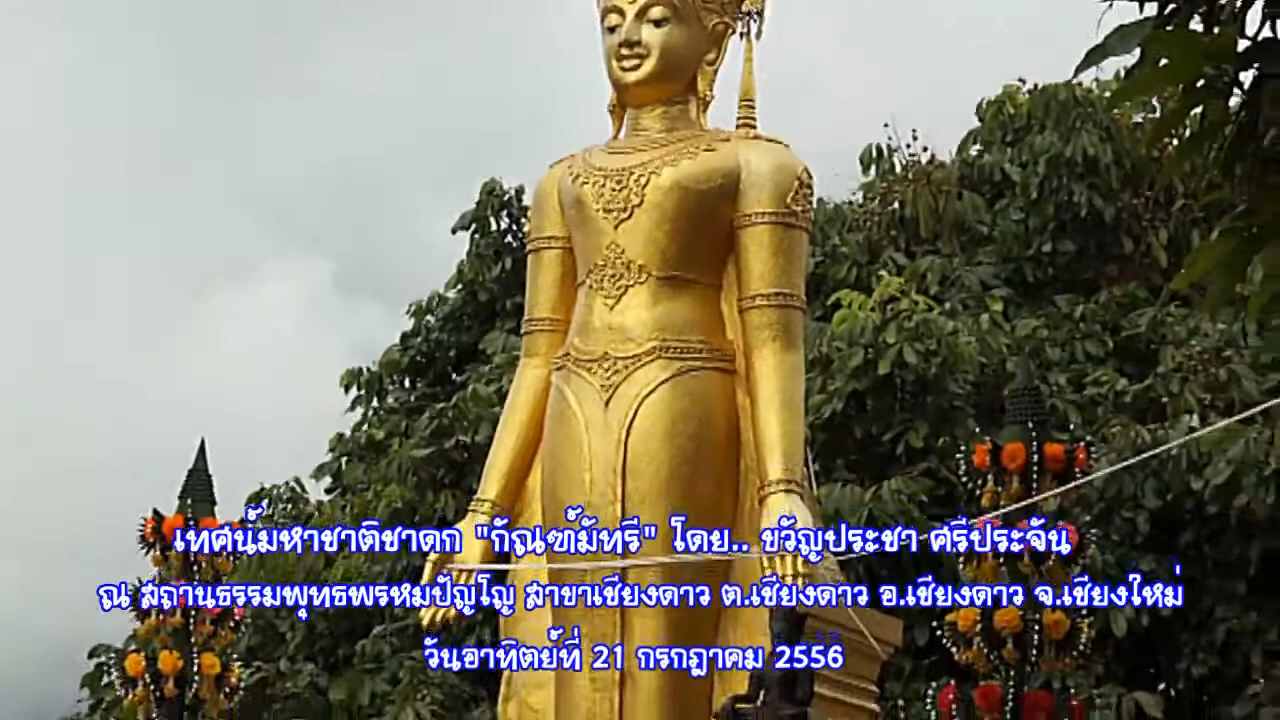 เทศน์มหาชาติชาดก "กัณฑ์มัทรี" โดย.. ขวัญประชา ศรีประจัน
ณ สถานธรรมพุทธพรหมปัญโญ สาขาเชียงดาว ต.เชียงดาว อ.เชียงดาว จ.เชียงใหม่
วันอาทิตย์ที่ 21 กรกฎาคม 2556